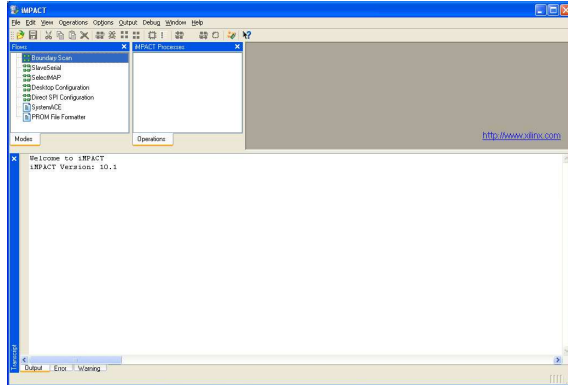 iMPACT
File Edit View Operations Options Output Debug Window Help
Flows
iMPACT Processes
Boundary Scan
SlaveSerial
SelectMAP
Desktop Configuration
Direct SPI Configuration
SystemACE
PROM File Formatter
Modes
Operations
http://www.xilinx.com
Welcome to iMPACT
iMPACT Version: 10.1
Transcript
Output Error Warning